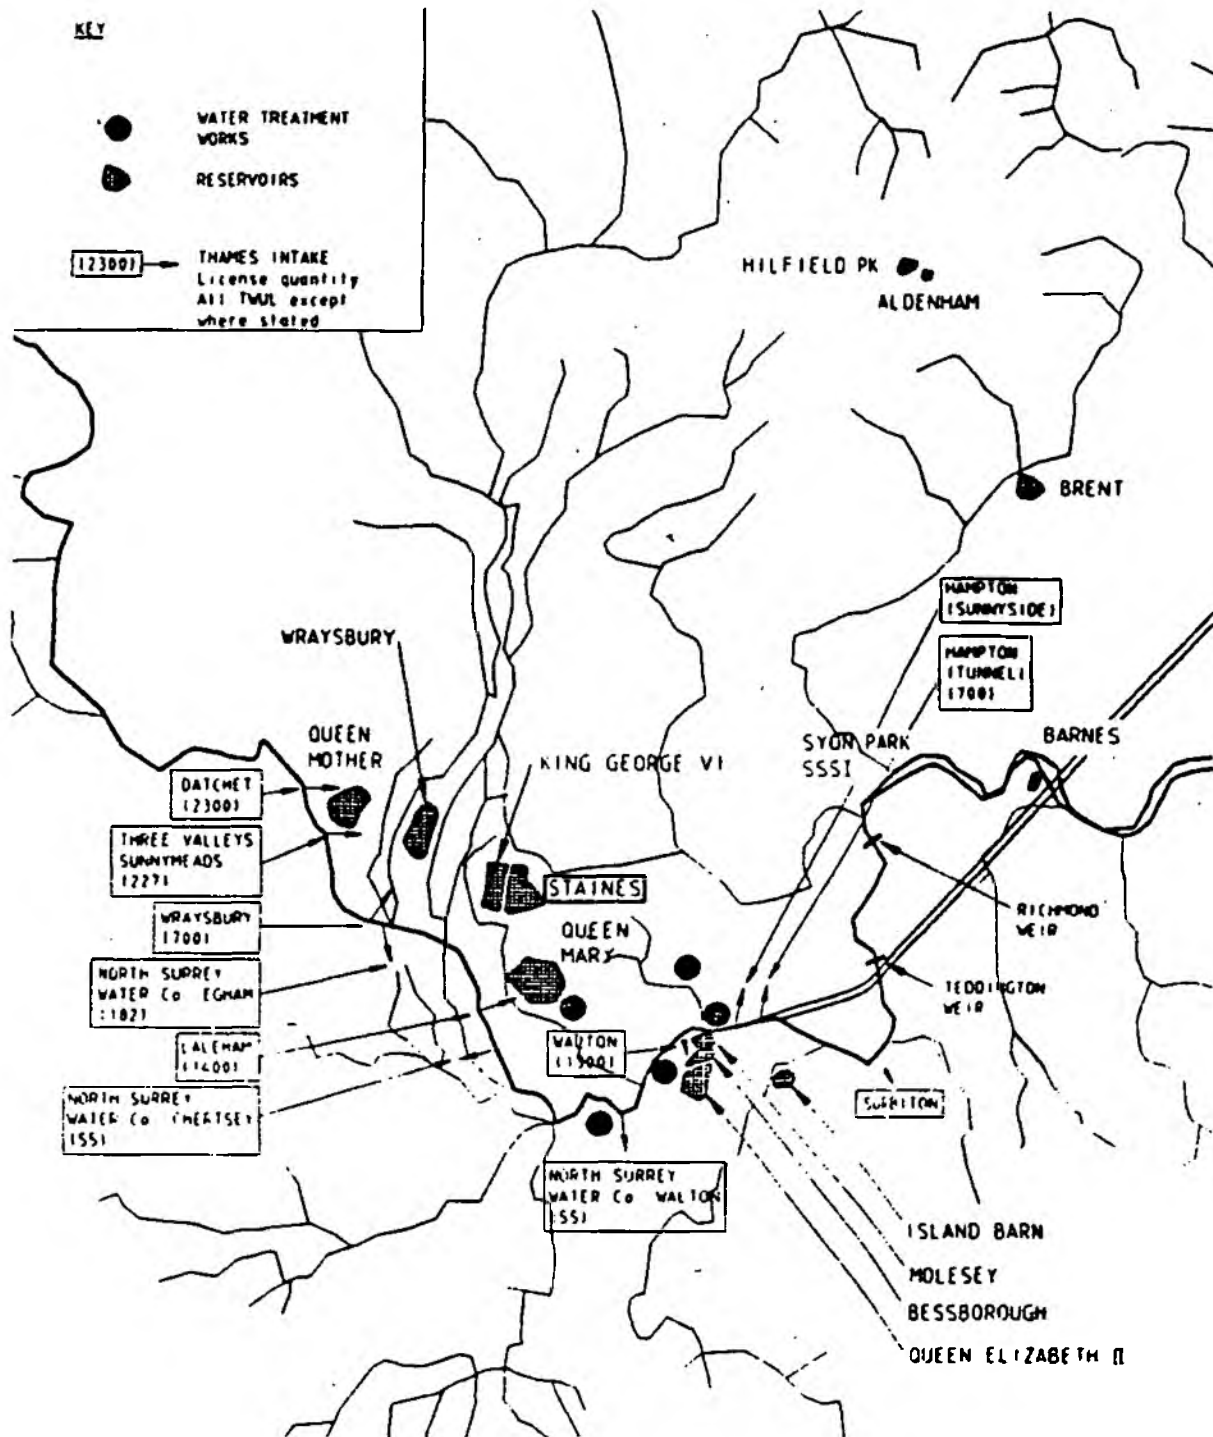 KEY
WATER TREATMENT
WORKS
RESERVOIRS
(2300)
THAMES INTAKE
License quantity
All TWUL except
where stated
HILFIELD PK
ALDENHAM
BRENT
HAMPTON
(SUNNYSIDE)
HAMPTON
(TUNNEL)
(700)
WRAYSBURY
QUEEN
MOTHER
KING GEORGE VI
SYON PARK
SSSI
BARNES
DATCHET
(2300)
THREE VALLEYS
SUNNYMEADS
(227)
STAINES
WRAYSBURY
(700)
QUEEN
MARY
RICHMOND
WEIR
NORTH SURREY
WATER Co EGHAM
(182)
TEDDINGTON
WEIR
LALEHAM
WALTON
NORTH SURREY
WATER Co CHERTSEY
(55)
SURBITON
NORTH SURREY
WATER Co WALTON
(55)
ISLAND BARN
MOLESEY
BESSBOROUGH
QUEEN ELIZABETH II